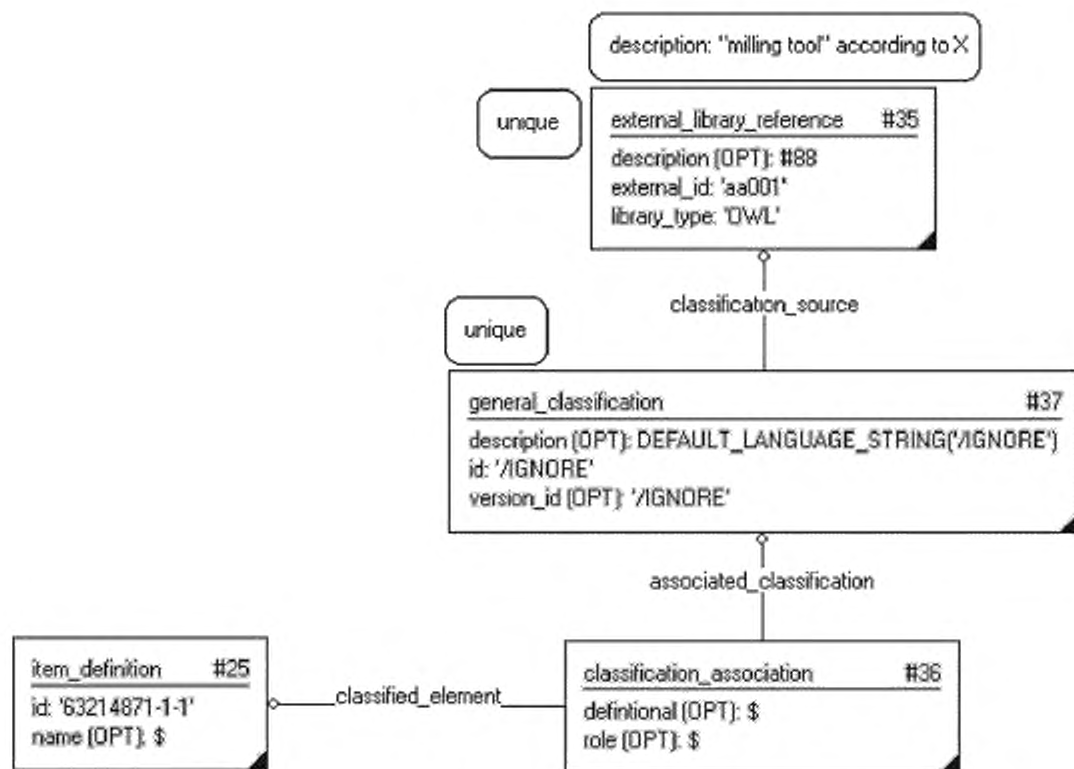 description: "milling tool" according to X
unique
external_library_reference #35
description (OPT): #88
external_id: 'aa001"
library_type: 'OWL'
classification_source
unique
general_classification #37
description (OPT): DEFAULT_LANGUAGE_STRING('/IGNORE')
id: '/IGNORE'
version_id (OPT): '/IGNORE'
associated_classification
item_definition #25
id: '63214871-1-1'
name (OPT); $
classified_element
classification_association #36
defintional (OPT): $
role (OPT): $